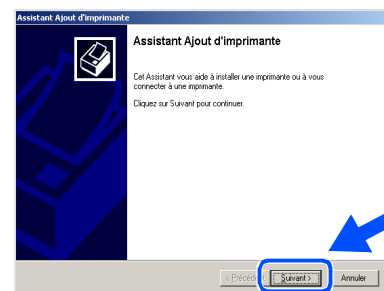 Assistant Ajout d'imprimante
Assistant Ajout d'imprimante
Cet Assistant vous aide à installer une imprimante ou à vous
connecter à une imprimante.
Cliquez sur Suivant pour continuer.
Suivant > Annuler